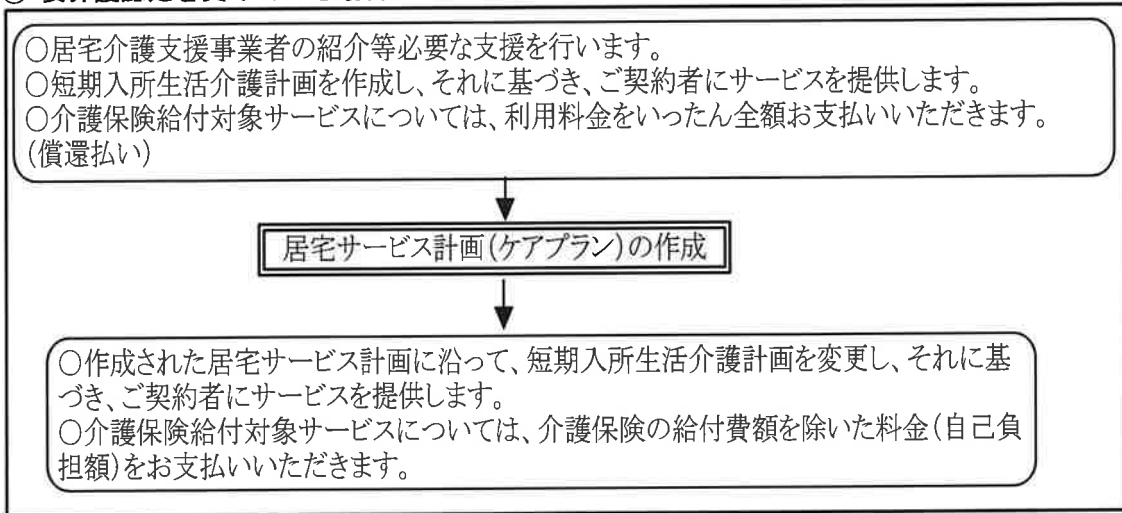 ○居宅介護支援事業者の紹介等必要な支援を行います。
○短期入所生活介護計画を作成し、それに基づき、ご契約者にサービスを提供します。
○介護保険給付対象サービスについては、利用料金をいったん全額お支払いいただきます。
(償還払い)
居宅サービス計画(ケアプラン)の作成
○作成された居宅サービス計画に沿って、短期入所生活介護計画を変更し、それに基
づき、ご契約者にサービスを提供します。
○介護保険給付対象サービスについては、介護保険の給付費額を除いた料金(自己負
担額)をお支払いいただきます。